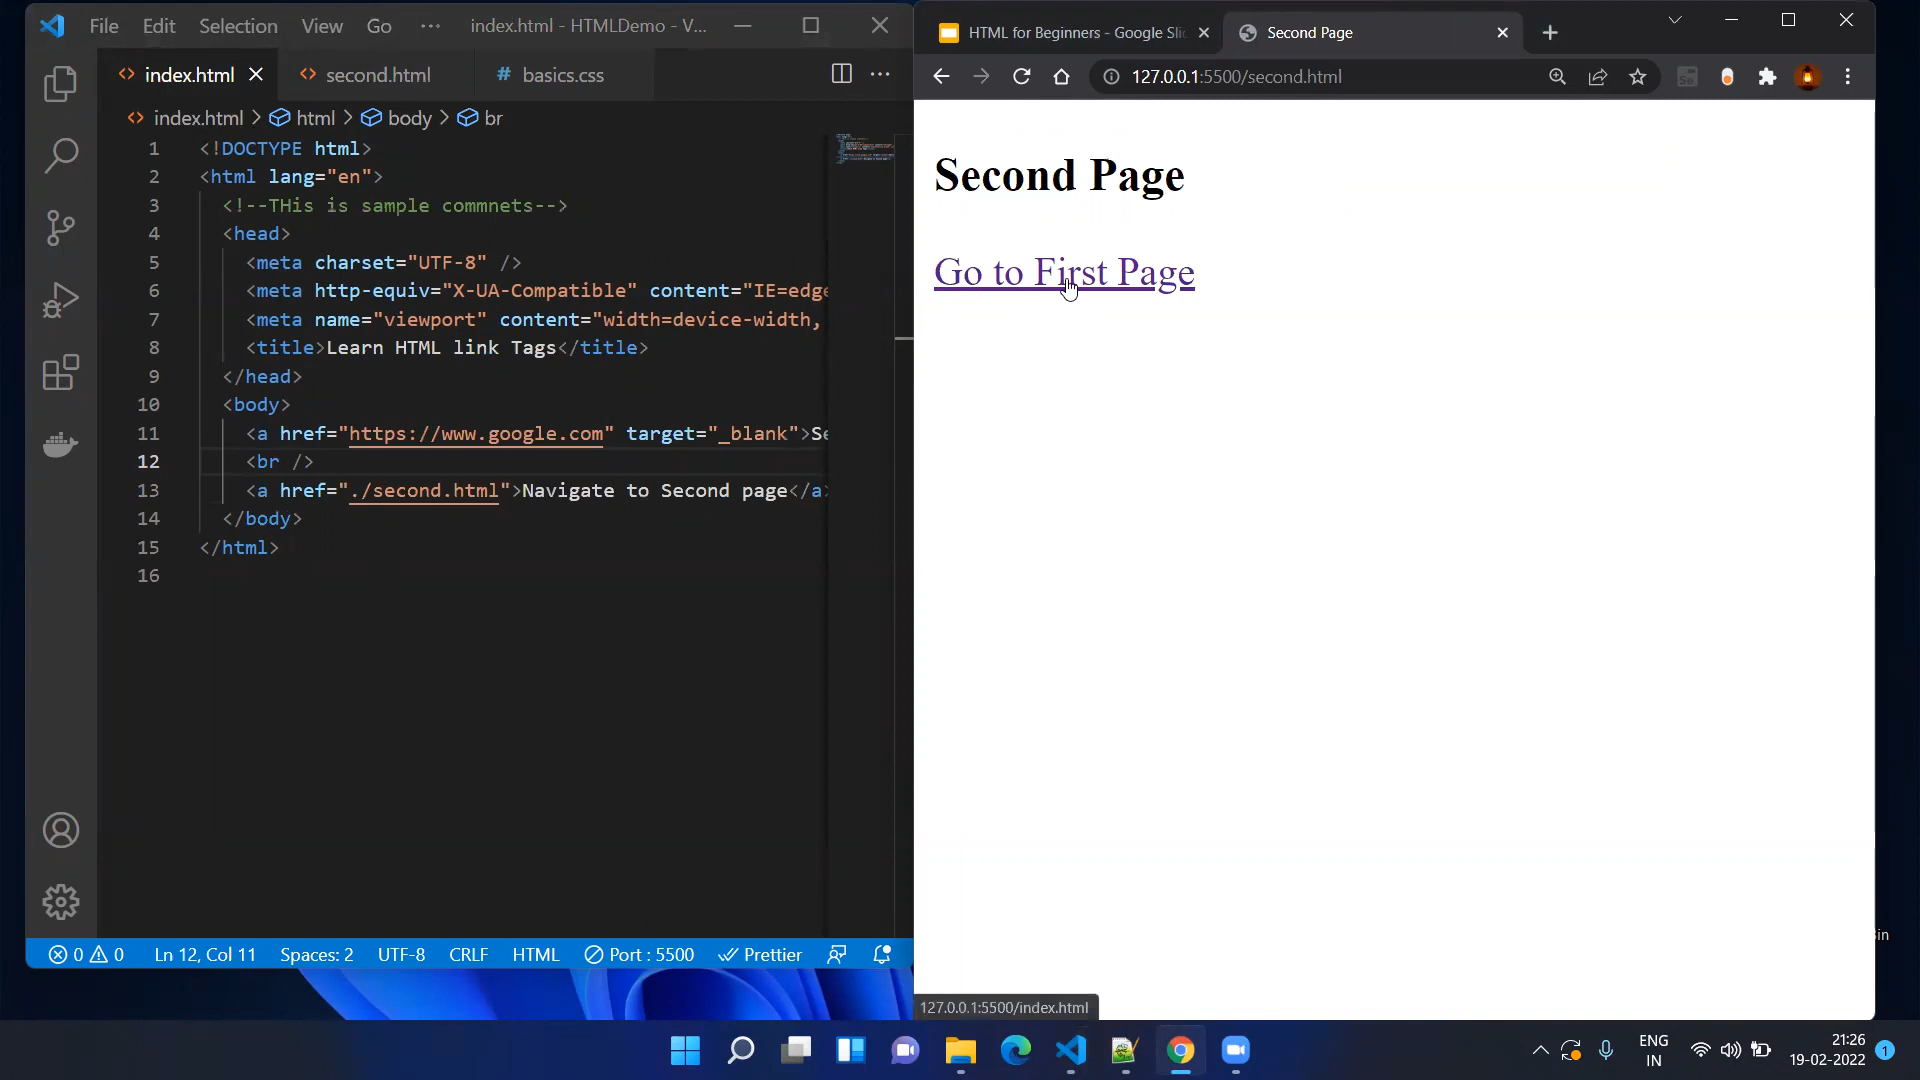 File Edit Selection View Go ··· index.html - HTMLDemo - V...
index.html second.html # basics.css
index.html > html > body > br
1 <!DOCTYPE html>
2 <html lang="en">
3 <!--THis is sample commnets-->
4 <head>
5 <meta charset="UTF-8" />
6 <meta http-equiv="X-UA-Compatible" content="IE=edge
7 <meta name="viewport" content="width=device-width,
8 <title>Learn HTML link Tags</title>
9 </head>
10 <body>
11 <a href="https://www.google.com" target="_blank">Se
12 <br />
13 <a href="./second.html">Navigate to Second page</a>
14 </body>
15 </html>
16
0 0 Ln 12, Col 11 Spaces: 2 UTF-8 CRLF HTML Port : 5500 Prettier
HTML for Beginners - Google Slid Second Page
127.0.0.1:5500/second.html
Second Page
Go to First Page
127.0.0.1:5500/index.html
ENG
IN
21:26
19-02-2022
1